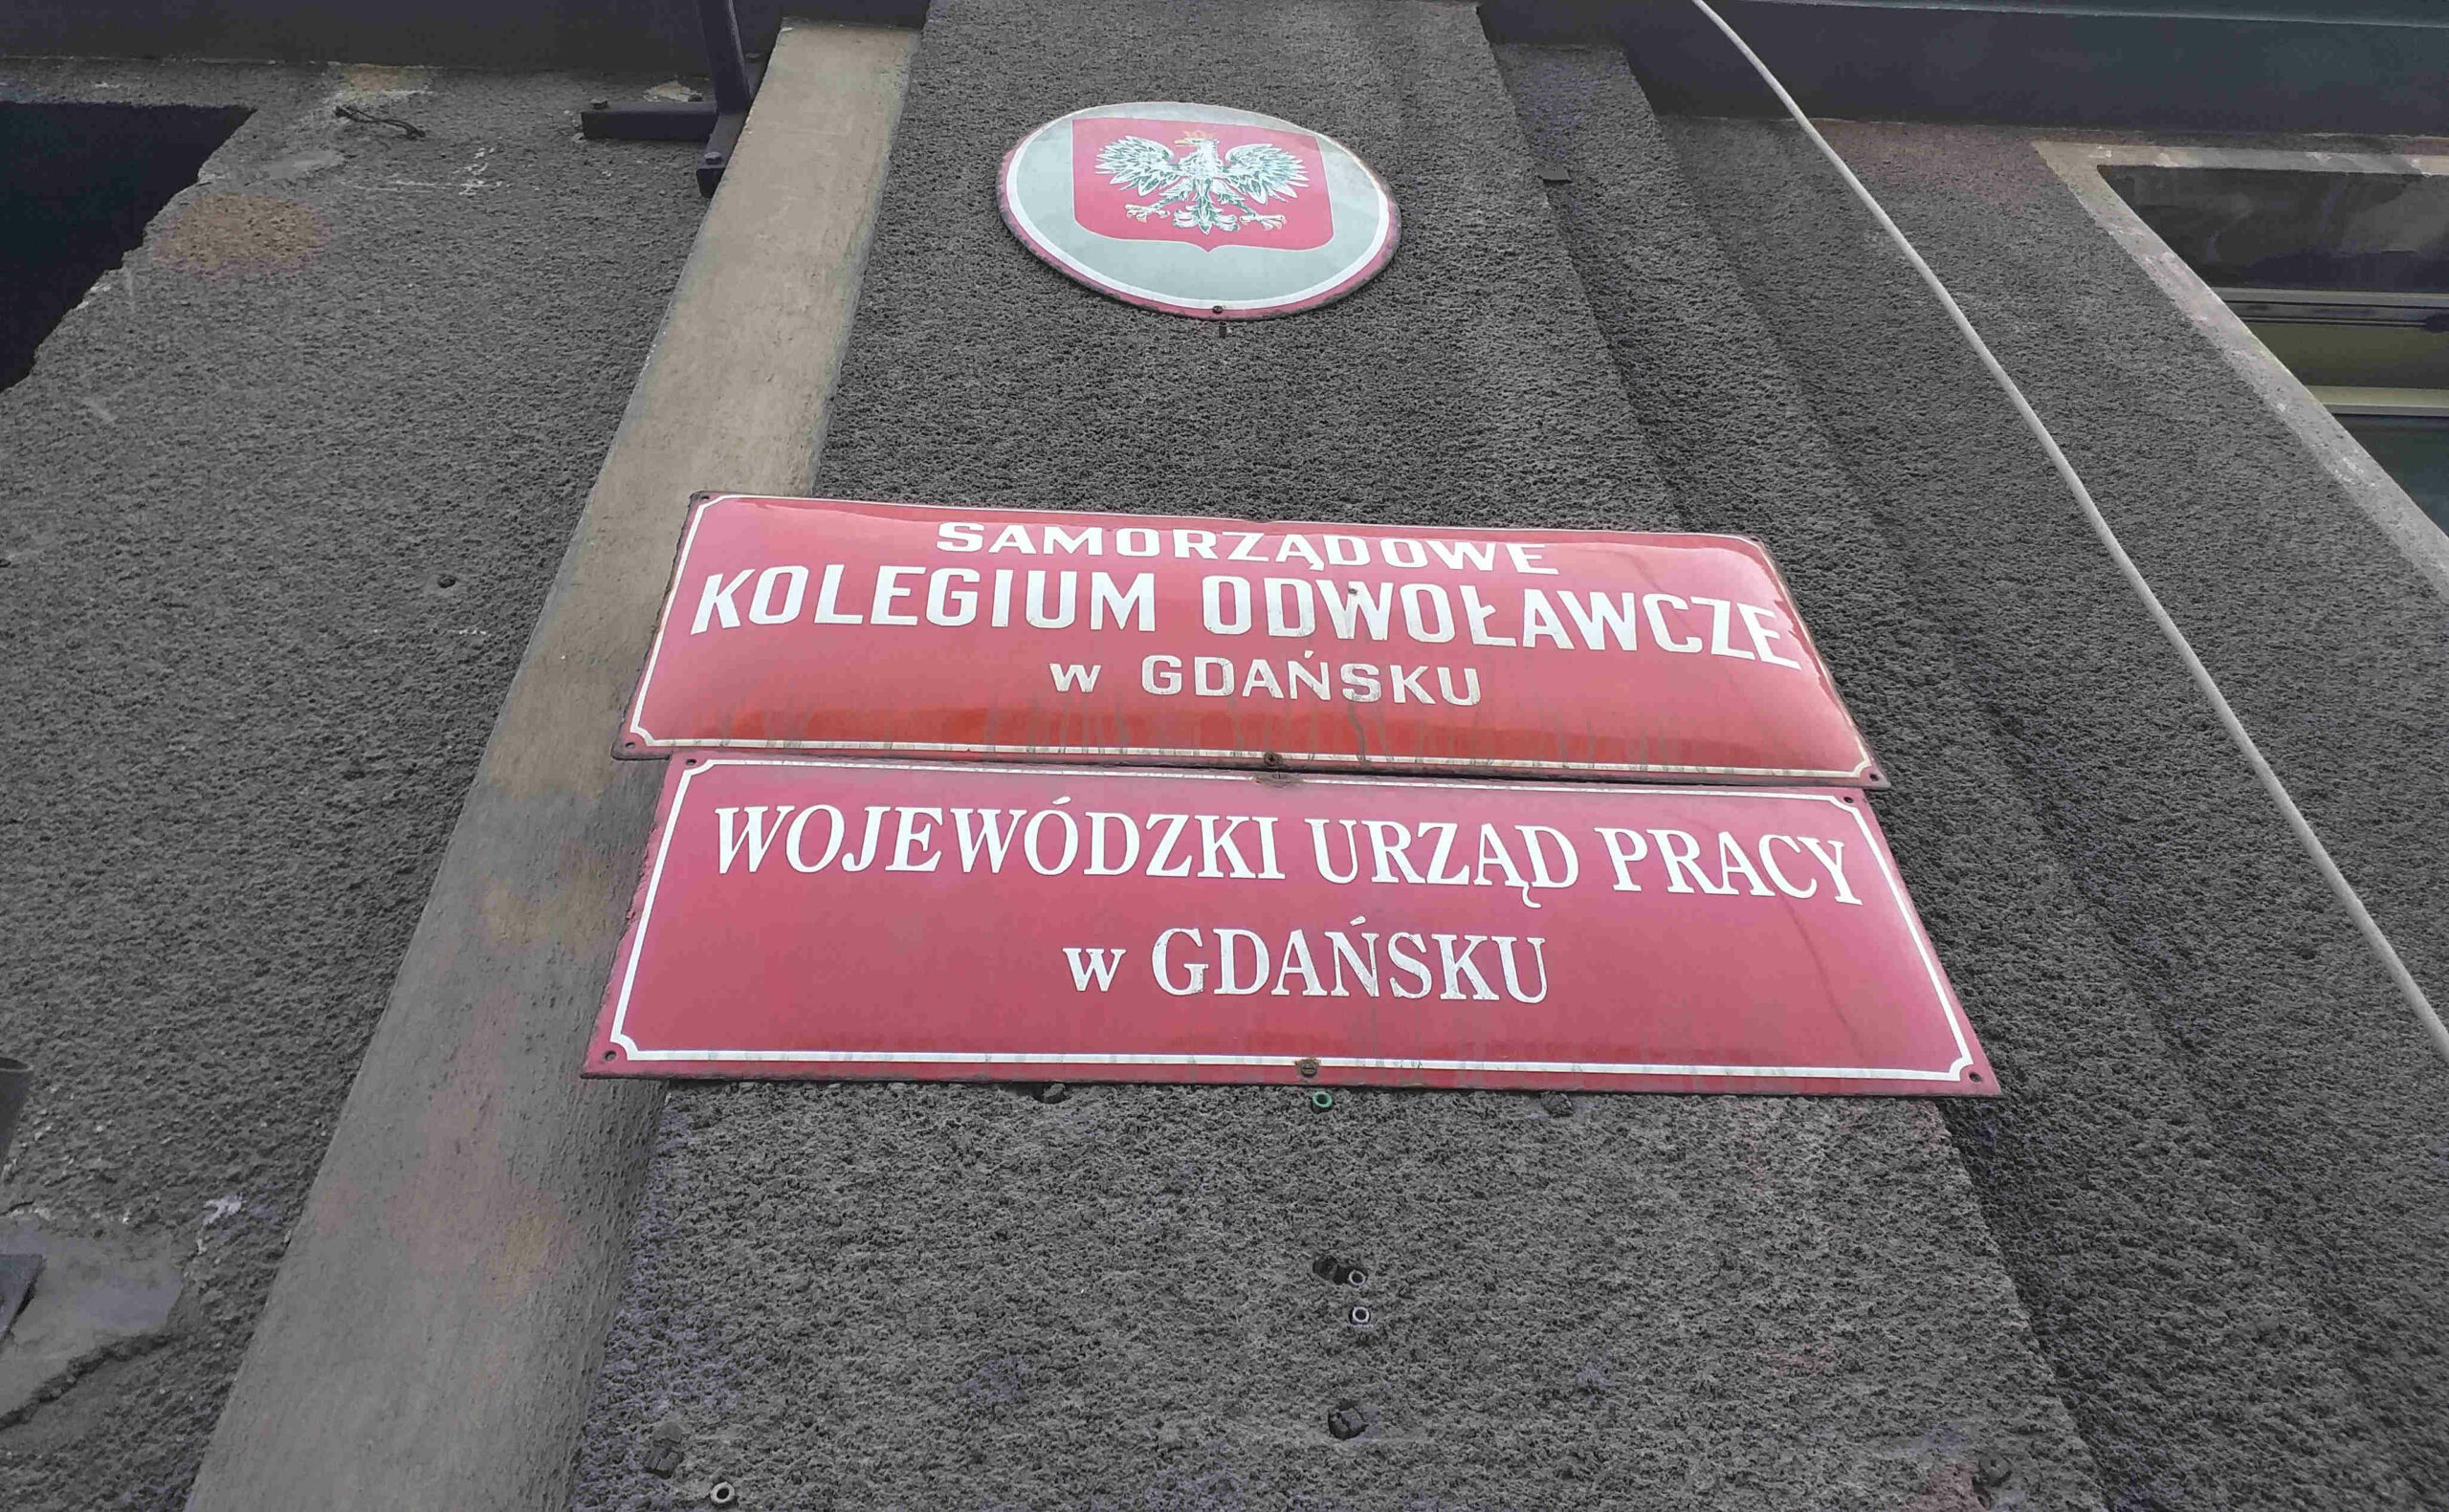 SAMORZĄDOWE
KOLEGIUM ODWOŁAWCZE
w GDAŃSKU
WOJEWÓDZKI URZĄD PRACY
w GDAŃSKU